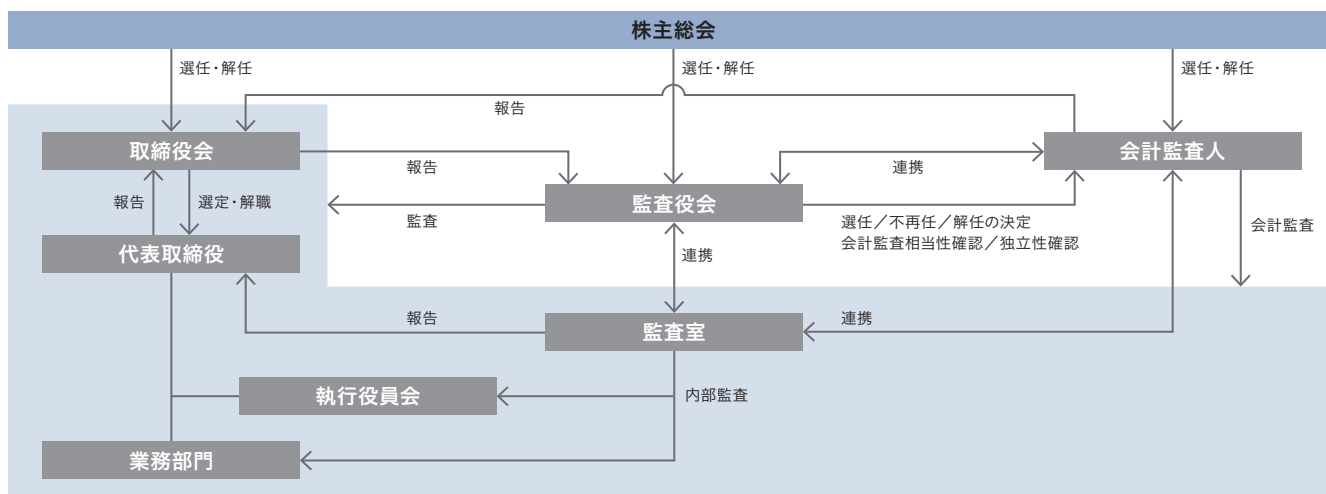 株主総会
選任・解任
選任・解任
選任・解任
報告
取締役会
会計監査人
報告
連携
報告
選定・解職
監査役会
監査
選任／不再任／解任の決定
会計監査相当性確認／独立性確認
会計監査
代表取締役
連携
報告
監査室
連携
執行役員会
内部監査
業務部門